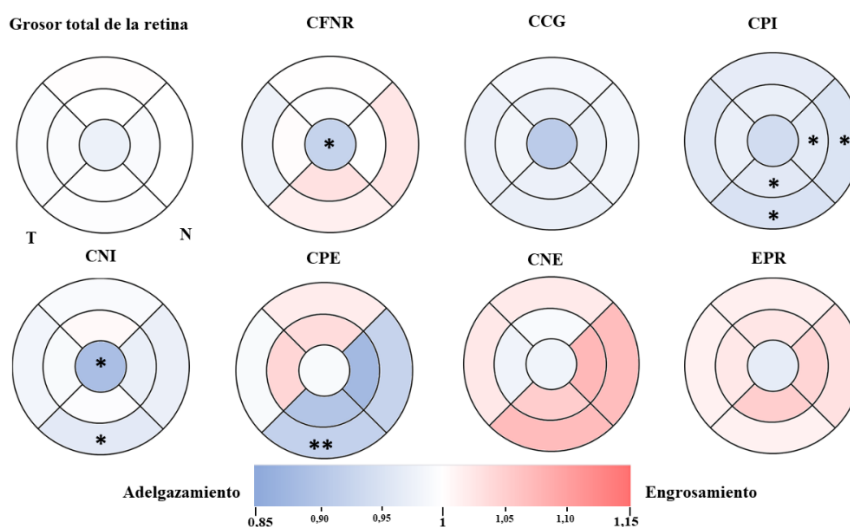 Grosor total de la retina CFNR CCG CPI
* * *
*
T N *
CNI CPE CNE EPR
*
* **
Adelgazamiento Engrosamiento
0.85 0,90 0,95 1 1,05 1,10 1,15